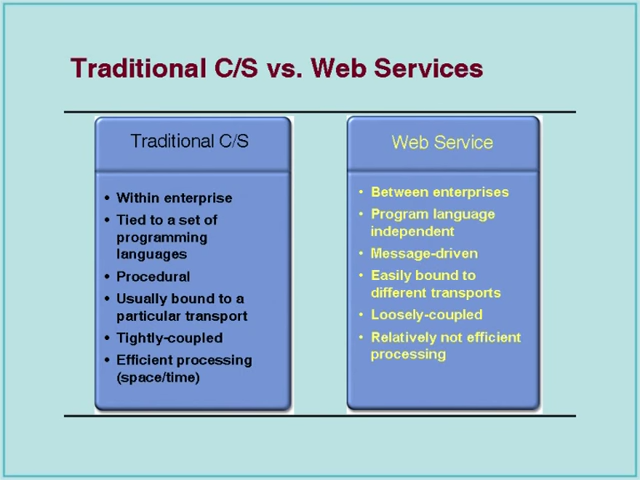 Traditional C/S vs. Web Services
Traditional C/S
• Within enterprise
• Tied to a set of
programming
languages
• Procedural
• Usually bound to a
particular transport
• Tightly-coupled
• Efficient processing
(space/time)
Web Service
• Between enterprises
• Program language
independent
• Message-driven
• Easily bound to
different transports
• Loosely-coupled
• Relatively not efficient
processing